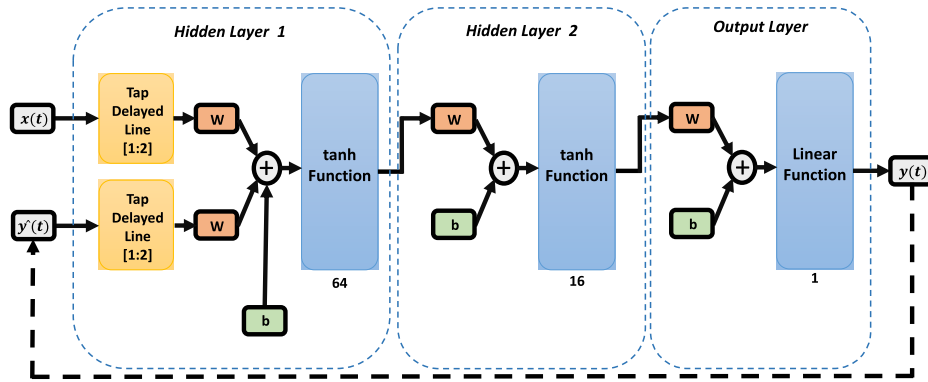 Hidden Layer 1
Hidden Layer 2
Output Layer
x(t)
Tap
Delayed
Line
[1:2]
W
yˆ(t)
Tap
Delayed
Line
[1:2]
W
+
b
tanh
Function
64
W
+
b
tanh
Function
16
W
+
b
Linear
Function
1
y(t)